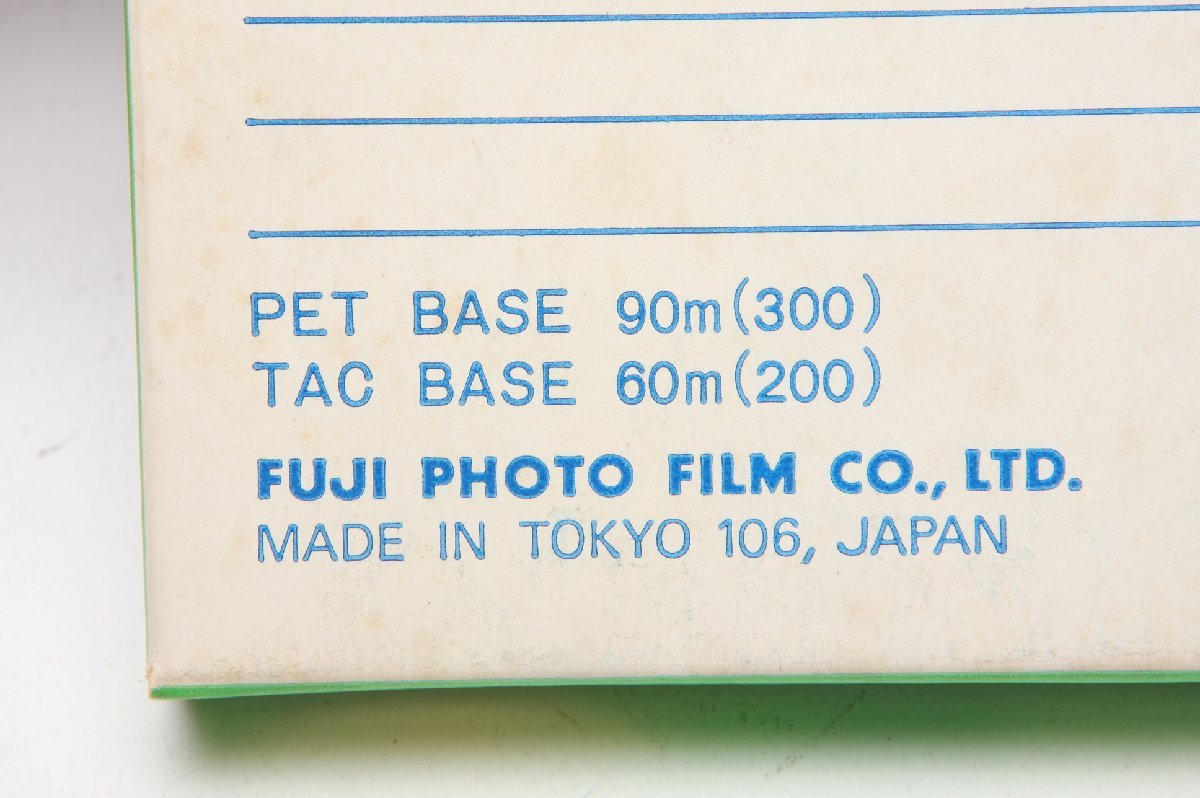 PET BASE 90m(300)
TAC BASE 60m(200)
FUJI PHOTO FILM CO., LTD.
MADE IN TOKYO 106, JAPAN